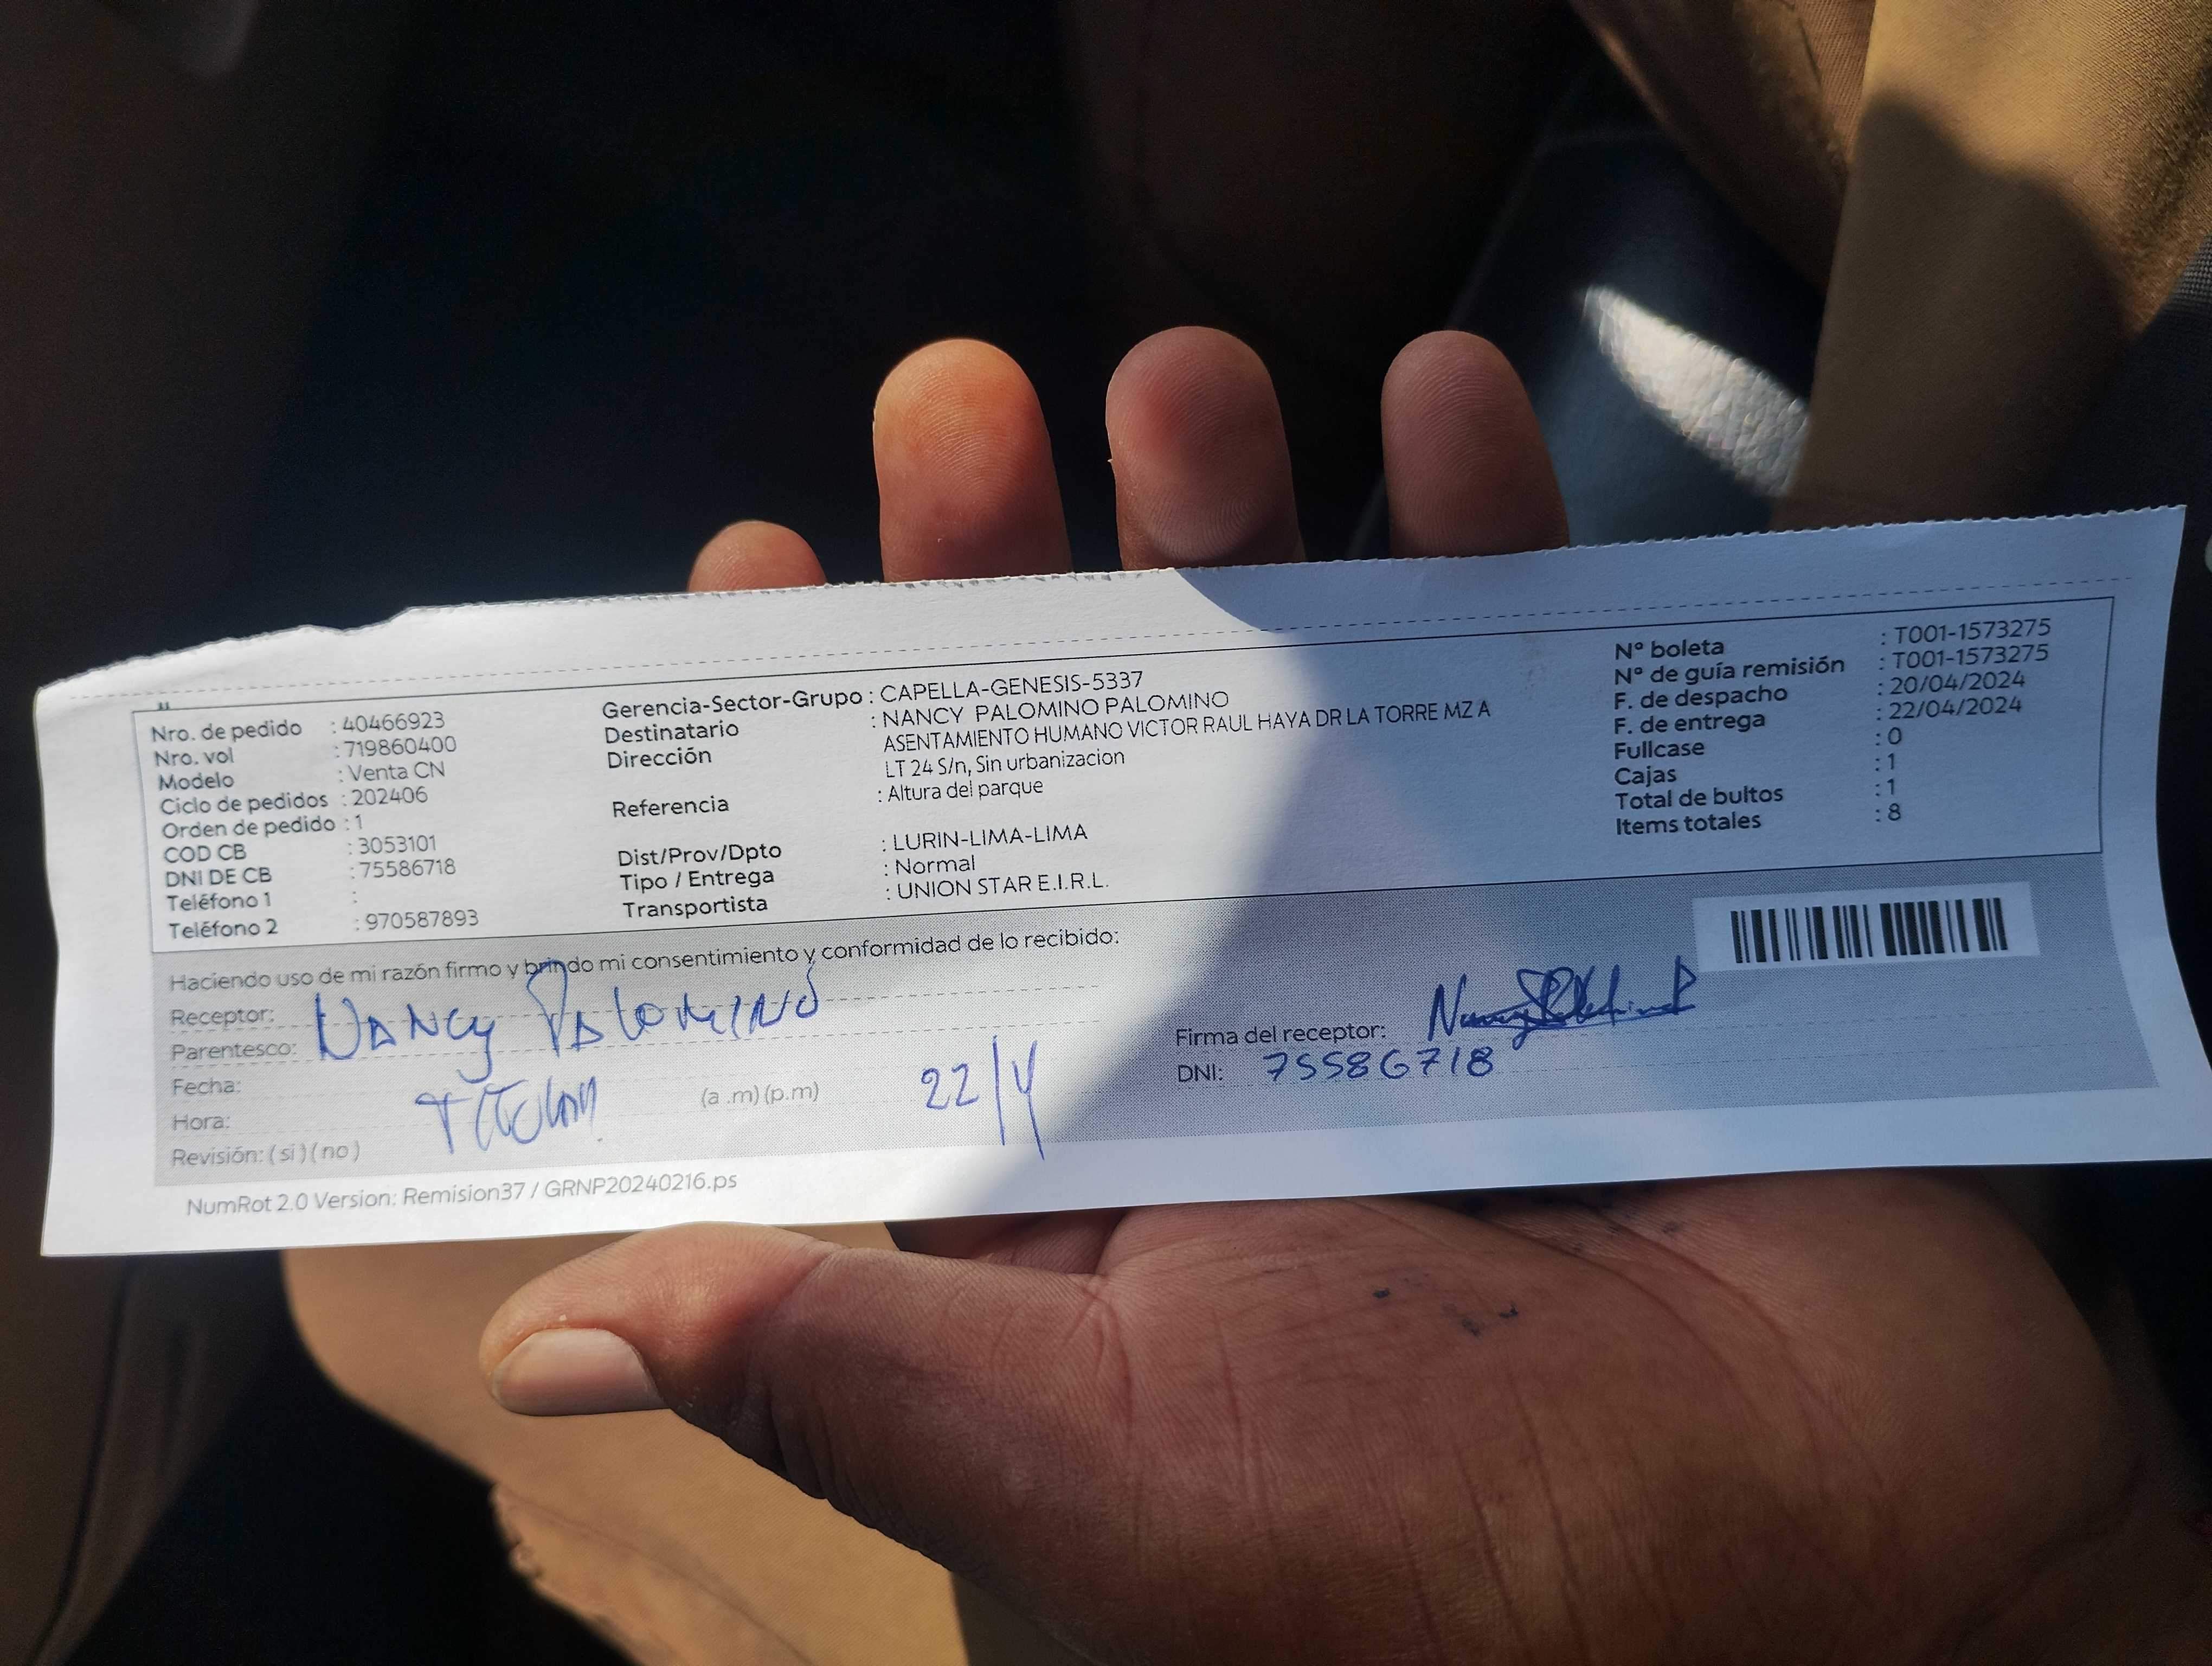 Nro. de pedido : 40466923
Nro. vol : 719860400
Modelo : Venta CN
Ciclo de pedidos : 202406
Orden de pedido : 1
COD CB : 3053101
DNI DE CB : 75586718
Teléfono 1 :
Teléfono 2 : 970587893
Gerencia-Sector-Grupo : CAPELLA-GENESIS-5337
Destinatario : NANCY PALOMINO PALOMINO
Dirección ASENTAMIENTO HUMANO VICTOR RAUL HAYA DR LA TORRE MZ A
LT 24 S/n, Sin urbanizacion
Referencia : Altura del parque
Dist/Prov/Dpto : LURIN-LIMA-LIMA
Tipo / Entrega : Normal
Transportista : UNION STAR E.I.R.L.
Nº boleta : T001-1573275
Nº de guía remisión : T001-1573275
F. de despacho : 20/04/2024
F. de entrega : 22/04/2024
Fullcase : 0
Cajas : 1
Total de bultos : 1
Items totales : 8
Haciendo uso de mi razón firmo y brindo mi consentimiento y conformidad de lo recibido:
Receptor: Nancy Palomino
Parentesco:
Fecha: 22/4
Hora: (a .m) (p.m)
Revisión: ( si ) ( no )
Firma del receptor:
DNI: 75586718
NumRot 2.0 Version: Remision37 / GRNP20240216.ps